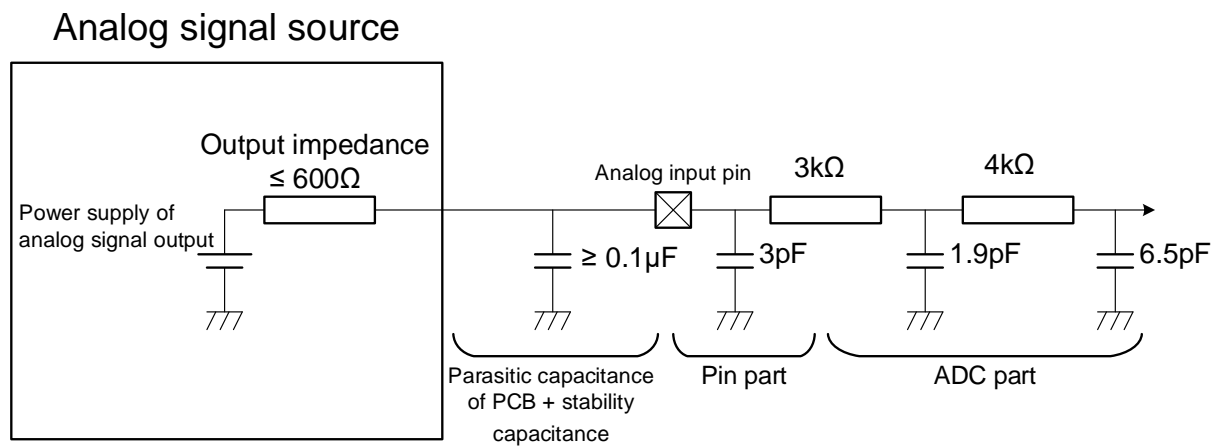 Analog signal source
Output impedance
≤ 600Ω
Power supply of
analog signal output
Analog input pin
3kΩ
4kΩ
≥ 0.1µF
3pF
1.9pF
6.5pF
Parasitic capacitance
of PCB + stability
capacitance
Pin part
ADC part